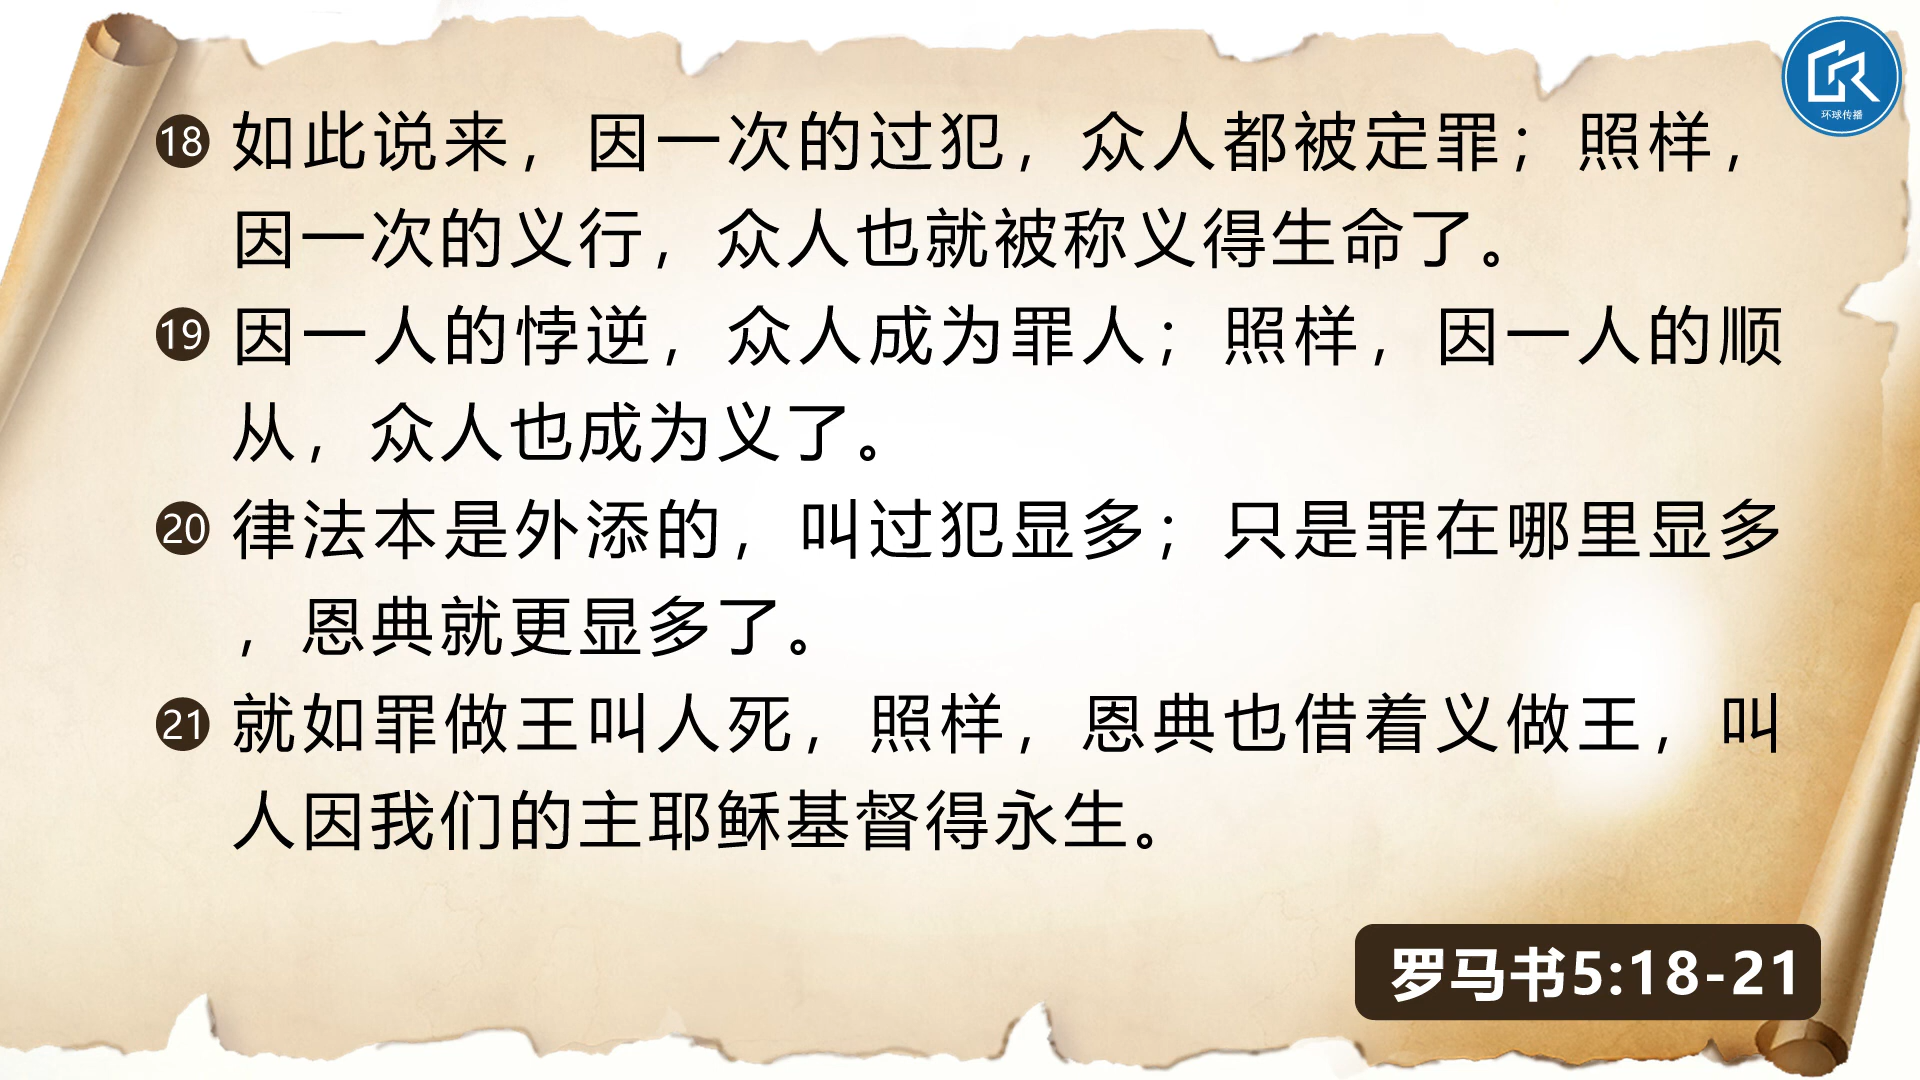 环球传播
18 如此说来，因一次的过犯，众人都被定罪；照样，
因一次的义行，众人也就被称义得生命了。
19 因一人的悖逆，众人成为罪人；照样，因一人的顺
从，众人也成为义了。
20 律法本是外添的，叫过犯显多；只是罪在哪里显多
，恩典就更显多了。
21 就如罪做王叫人死，照样，恩典也借着义做王，叫
人因我们的主耶稣基督得永生。
罗马书5:18-21